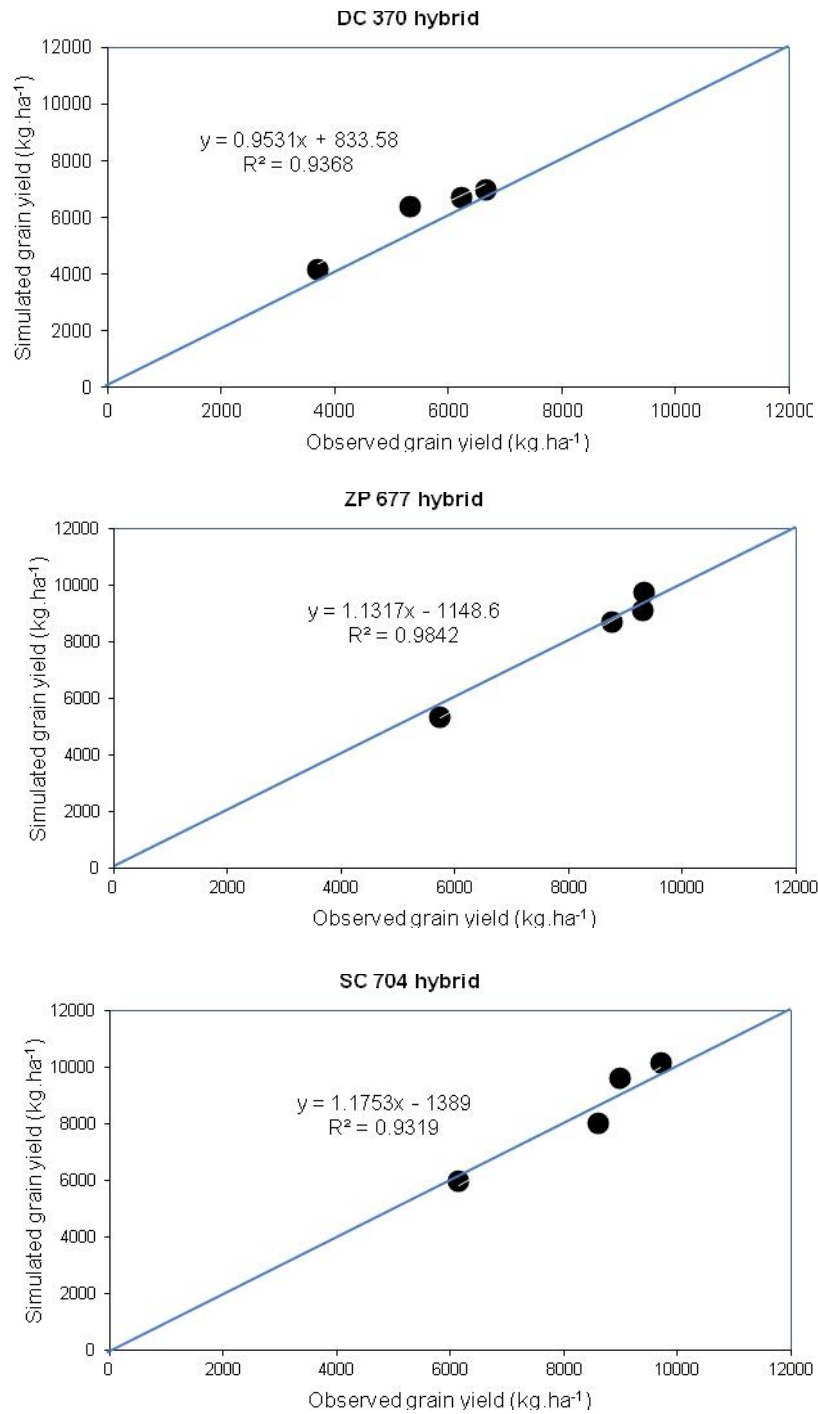 DC 370 hybrid
12000
10000
8000
6000
4000
2000
0
Simulated grain yield (kg.ha-1)
y = 0.9531x + 833.58
R² = 0.9368
0 2000 4000 6000 8000 10000 12000
Observed grain yield (kg.ha-1)
ZP 677 hybrid
12000
10000
8000
6000
4000
2000
0
Simulated grain yield (kg.ha-1)
y = 1.1317x - 1148.6
R² = 0.9842
0 2000 4000 6000 8000 10000 12000
Observed grain yield (kg.ha-1)
SC 704 hybrid
12000
10000
8000
6000
4000
2000
0
Simulated grain yield (kg.ha-1)
y = 1.1753x - 1389
R² = 0.9319
0 2000 4000 6000 8000 10000 12000
Observed grain yield (kg.ha-1)